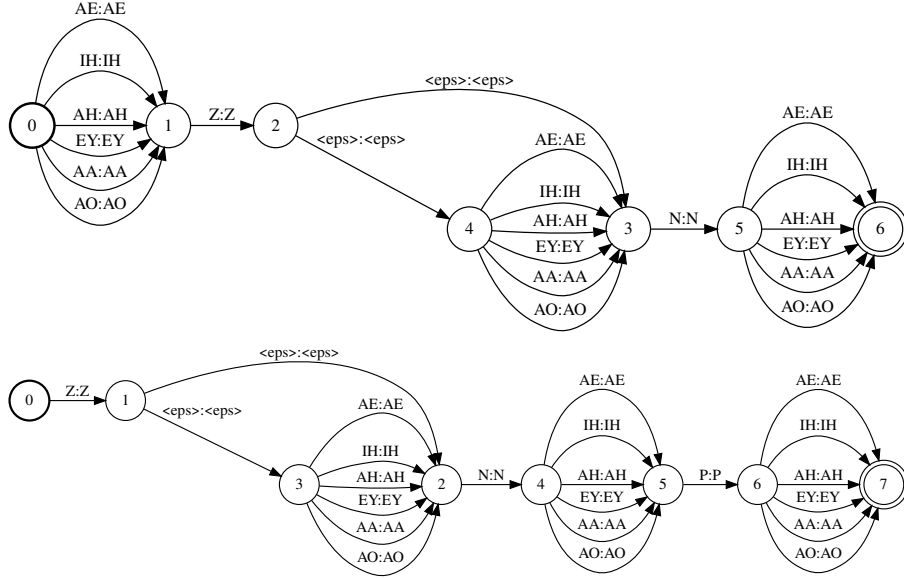 AE:AE
IH:IH
AH:AH
EY:EY
AA:AA
AO:AO
0
1
Z:Z
2
<eps>:<eps>
<eps>:<eps>
4
AE:AE
IH:IH
AH:AH
EY:EY
AA:AA
AO:AO
3
N:N
5
AE:AE
IH:IH
AH:AH
EY:EY
AA:AA
AO:AO
6
0
Z:Z
1
<eps>:<eps>
<eps>:<eps>
3
AE:AE
IH:IH
AH:AH
EY:EY
AA:AA
AO:AO
2
N:N
4
AE:AE
IH:IH
AH:AH
EY:EY
AA:AA
AO:AO
5
P:P
6
AE:AE
IH:IH
AH:AH
EY:EY
AA:AA
AO:AO
7